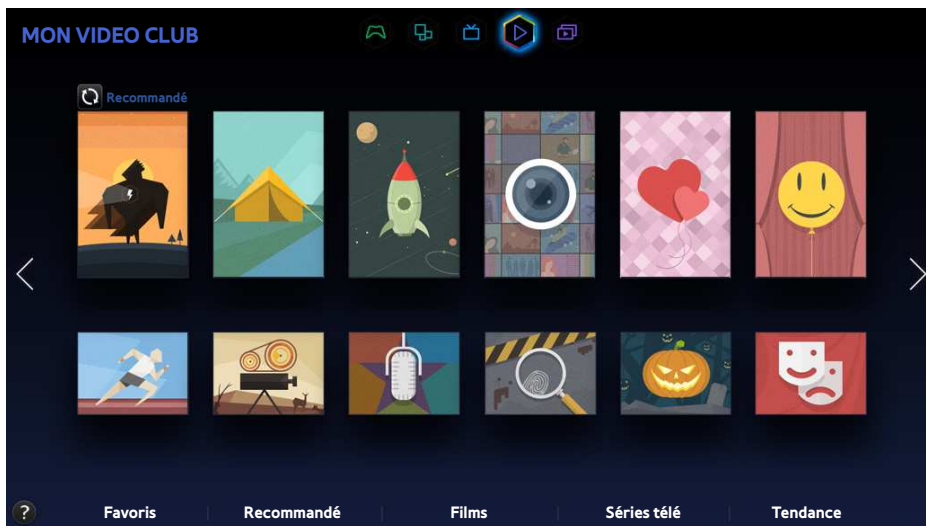 MON VIDEO CLUB
Recommandé
? Favoris Recommandé Films Séries télé Tendance